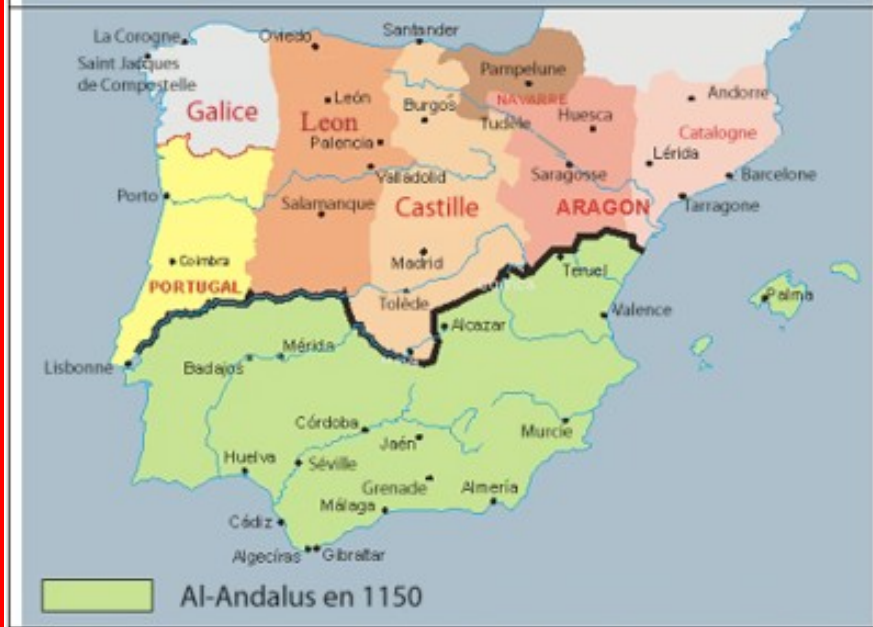 La Corogne
Oviedo
Santander
Saint Jacques
de Compostelle
Pampelune
Galice
León
Leon
Burgos
NAVARRE
Huesca
Andorre
Tudèle
Catalogne
Palencia
Lérida
Valladolid
Saragosse
Barcelone
Porto
Salamanque
Castille
ARAGON
Tarragone
Coimbra
Madrid
Teruel
PORTUGAL
Tolède
Palma
Alcazar
Valence
Lisbonne
Badajos
Mérida
Córdoba
Jaén
Murcie
Huelva
Séville
Grenade
Almería
Málaga
Cádiz
Algecíras
Gibraltar
Al-Andalus en 1150